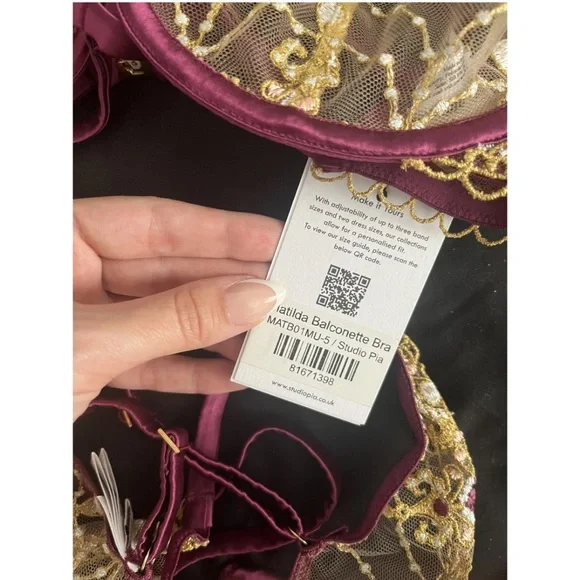 Make it Yours
With adjustability of up to three band
sizes and two dress sizes, our collections
allow for a personalised fit.
To view our size guide, please scan the
below QR code.
atilda Balconette Bra
MATB01MU-5 / Studio Pia
81671398
www.studiopia.co.uk